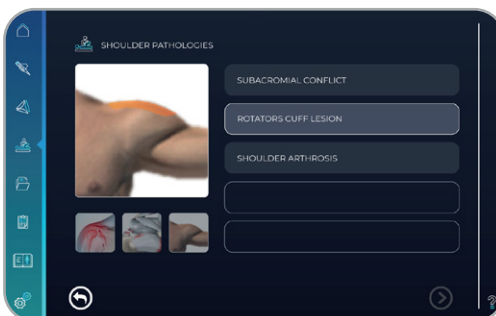 SHOULDER PATHOLOGIES
SUBACROMIAL CONFLICT
ROTATORS CUFF LESION
SHOULDER ARTHROSIS
?